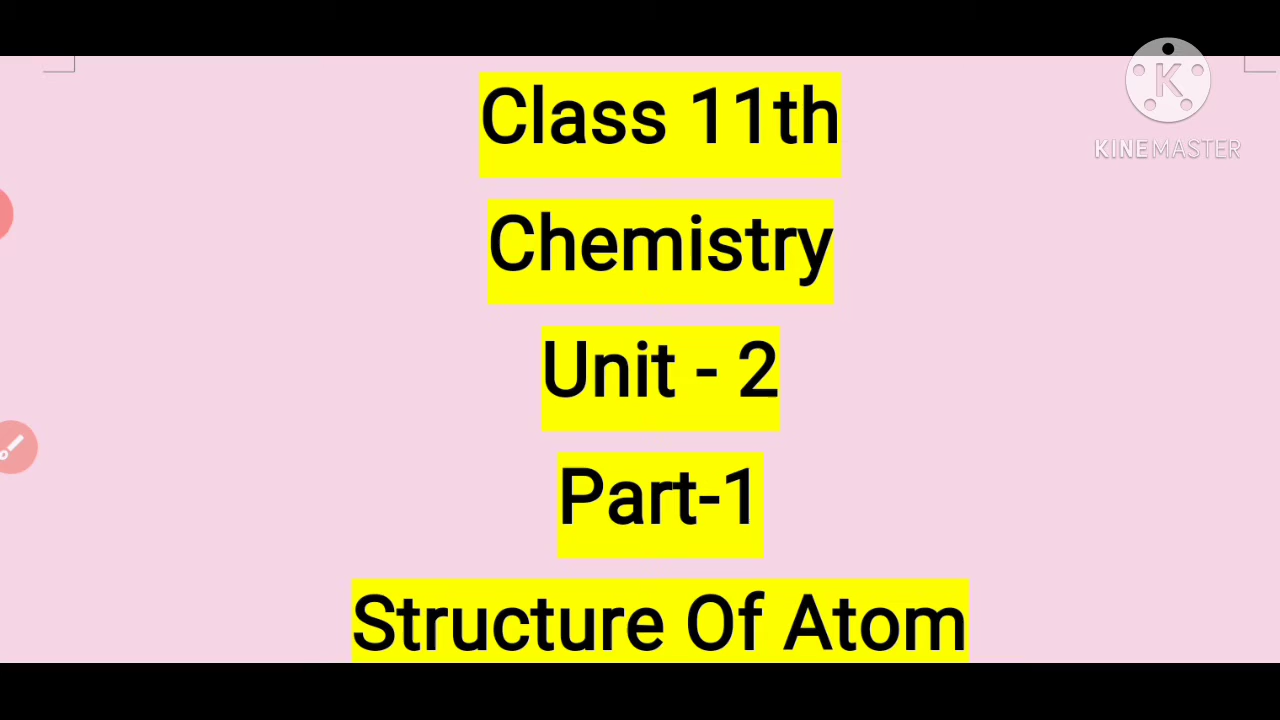 Class 11th
K
KINEMASTER
Chemistry
Unit - 2
Part-1
Structure Of Atom